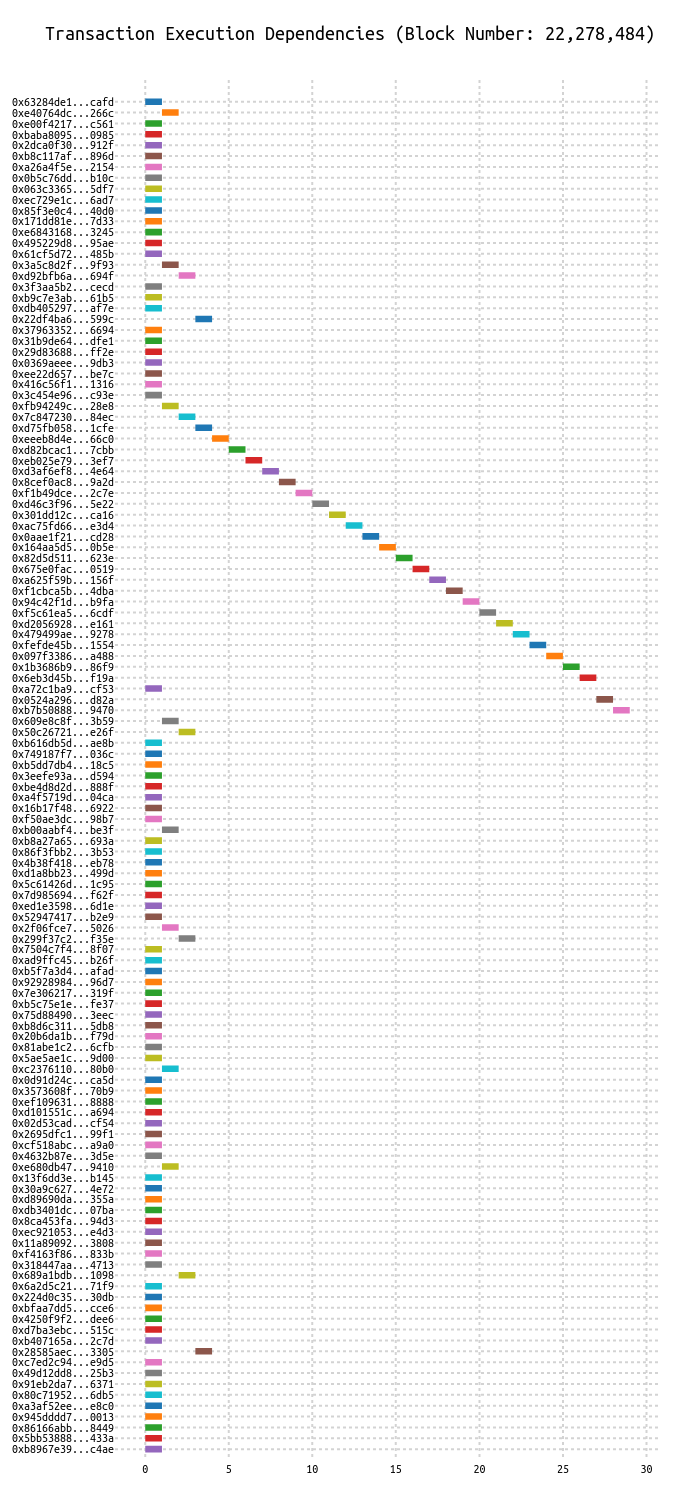 Transaction Execution Dependencies (Block Number: 22,278,484)
0x63284de1...cafd
0xe40764dc...266c
0xe00f4217...c561
0xbaba8095...0985
0x2dca0f30...912f
0xb8c117af...896d
0xa26a4f5e...2154
0x0b5c76dd...b10c
0x063c3365...5df7
0xec729e1c...6ad7
0x85f3e0c4...40d0
0x171dd81e...7d33
0xe6843168...3245
0x495229d8...95ae
0x61cf5d72...485b
0x3a5c8d2f...9f93
0xd92bfb6a...694f
0x3f3aa5b2...cecd
0xb9c7e3ab...61b5
0xdb405297...af7e
0x22df4ba6...599c
0x37963352...6694
0x31b9de64...dfe1
0x29d83688...ff2e
0x0369aeee...9db3
0xee22d657...be7c
0x416c56f1...1316
0x3c454e96...c93e
0xfb94249c...28e8
0x7c847230...84ec
0xd75fb058...1cfe
0xeeeb8d4e...66c0
0xd82bcac1...7cbb
0xeb025e79...3ef7
0xd3af6ef8...4e64
0x8cef0ac8...9a2d
0xf1b49dce...2c7e
0xd46c3f96...5e22
0x301dd12c...ca16
0xac75fd66...e3d4
0x0aae1f21...cd28
0x164aa5d5...0b5e
0x82d5d511...623e
0x675e0fac...0519
0xa625f59b...156f
0xf1cbca5b...4dba
0x94c42f1d...b9fa
0xf5c61ea5...6cdf
0xd2056928...e161
0x479499ae...9278
0xfefde45b...1554
0x097f3386...a488
0x1b3686b9...86f9
0x6eb3d45b...f19a
0xa72c1ba9...cf53
0x0524a296...d82a
0xb7b50888...9470
0x609e8c8f...3b59
0x50c26721...e26f
0xb616db5d...ae8b
0x749187f7...036c
0xb5dd7db4...18c5
0x3eefe93a...d594
0xbe4d8d2d...888f
0xa4f5719d...04ca
0x16b17f48...6922
0xf50ae3dc...98b7
0xb00aabf4...be3f
0xb8a27a65...693a
0x86f3fbb2...3b53
0x4b38f418...eb78
0xd1a8bb23...499d
0x5c61426d...1c95
0x7d985694...f62f
0xed1e3598...6d1e
0x52947417...b2e9
0x2f06fce7...5026
0x299f37c2...f35e
0x7504c7f4...8f07
0xad9ffc45...b26f
0xb5f7a3d4...afad
0x92928984...96d7
0x7e306217...319f
0xb5c75e1e...fe37
0x75d88490...3eec
0xb8d6c311...5db8
0x20b6da1b...f79d
0x81abe1c2...6cfb
0x5ae5ae1c...9d00
0xc2376110...80b0
0x0d91d24c...ca5d
0x3573608f...70b9
0xef109631...8888
0xd101551c...a694
0x02d53cad...cf54
0x2695dfc1...99f1
0xcf518abc...a9a0
0x4632b87e...3d5e
0xe680db47...9410
0x13f6dd3e...b145
0x30a9c627...4e72
0xd89690da...355a
0xdb3401dc...07ba
0x8ca453fa...94d3
0xec921053...e4d3
0x11a89092...3808
0xf4163f86...833b
0x318447aa...4713
0x689a1bdb...1098
0x6a2d5c21...71f9
0x224d0c35...30db
0xbfaa7dd5...cce6
0x4250f9f2...dee6
0xd7ba3ebc...515c
0xb407165a...2c7d
0x28585aec...3305
0xc7ed2c94...e9d5
0x49d12dd8...25b3
0x91eb2da7...6371
0x80c71952...6db5
0xa3af52ee...e8c0
0x945dddd7...0013
0x86166abb...8449
0x5bb53888...433a
0xb8967e39...c4ae
0 5 10 15 20 25 30